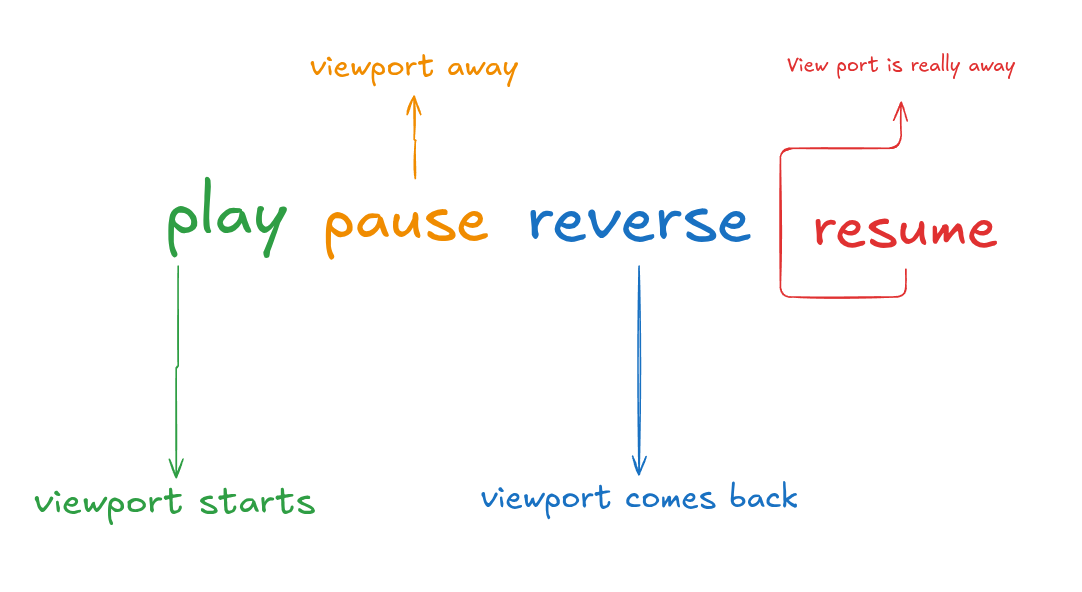 viewport away
View port is really away
play pause reverse resume
viewport starts
viewport comes back